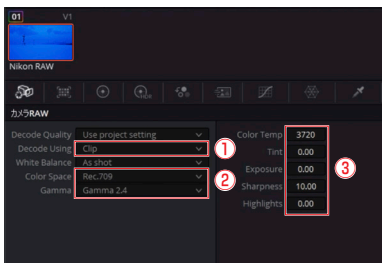 01 V1
Nikon RAW
HDR
カメラRAW
Decode Quality Use project setting
Decode Using Clip
White Balance As shot
Color Space Rec.709
Gamma Gamma 2.4
①
②
Color Temp 3720
Tint 0.00
Exposure 0.00
Sharpness 10.00
Highlights 0.00
③